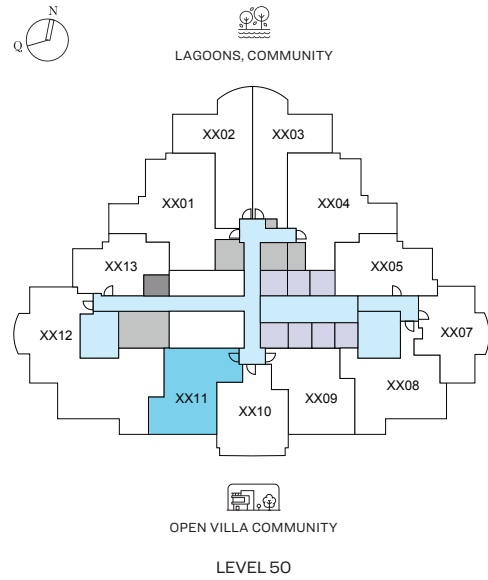 N
Q
LAGOONS, COMMUNITY
XX02
XX03
XX01
XX04
XX13
XX05
XX12
XX07
XX11
XX10
XX09
XX08
OPEN VILLA COMMUNITY
LEVEL 50